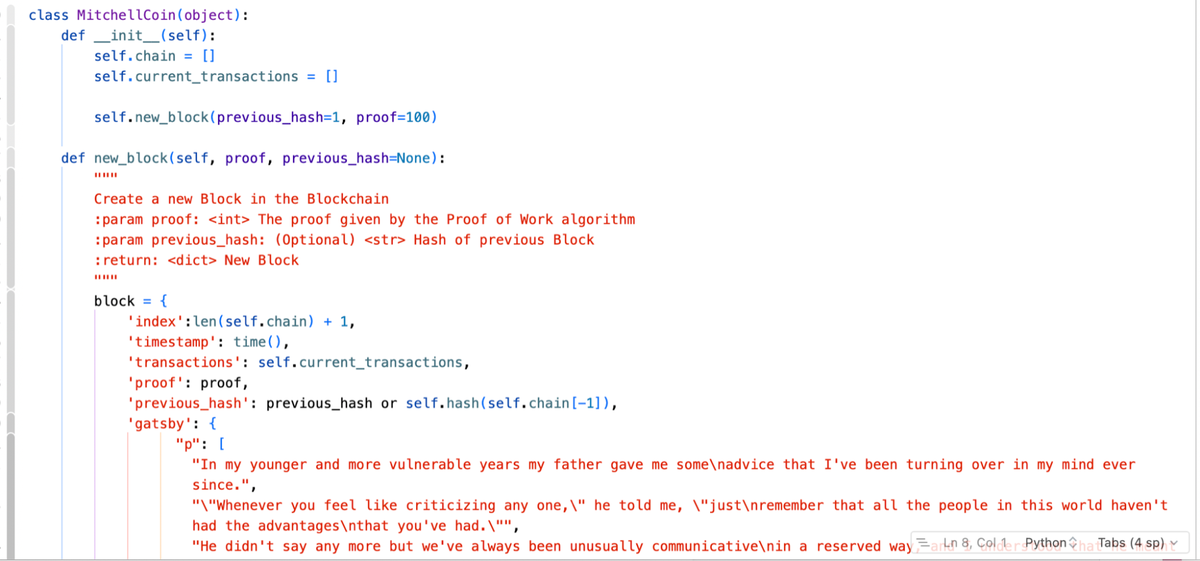 class MitchellCoin(object):
def __init__(self):
self.chain = []
self.current_transactions = []
self.new_block(previous_hash=1, proof=100)
def new_block(self, proof, previous_hash=None):
"""
Create a new Block in the Blockchain
:param proof: <int> The proof given by the Proof of Work algorithm
:param previous_hash: (Optional) <str> Hash of previous Block
:return: <dict> New Block
"""
block = {
'index':len(self.chain) + 1,
'timestamp': time(),
'transactions': self.current_transactions,
'proof': proof,
'previous_hash': previous_hash or self.hash(self.chain[-1]),
'gatsby': {
"p": [
"In my younger and more vulnerable years my father gave me some\nadvice that I've been turning over in my mind ever
since.",
"\"Whenever you feel like criticizing any one,\" he told me, \"just\nremember that all the people in this world haven't
had the advantages\nthat you've had.\"",
"He didn't say any more but we've always been unusually communicative\nin a reserved way
Ln 8, Col 1 Python Tabs (4 sp)